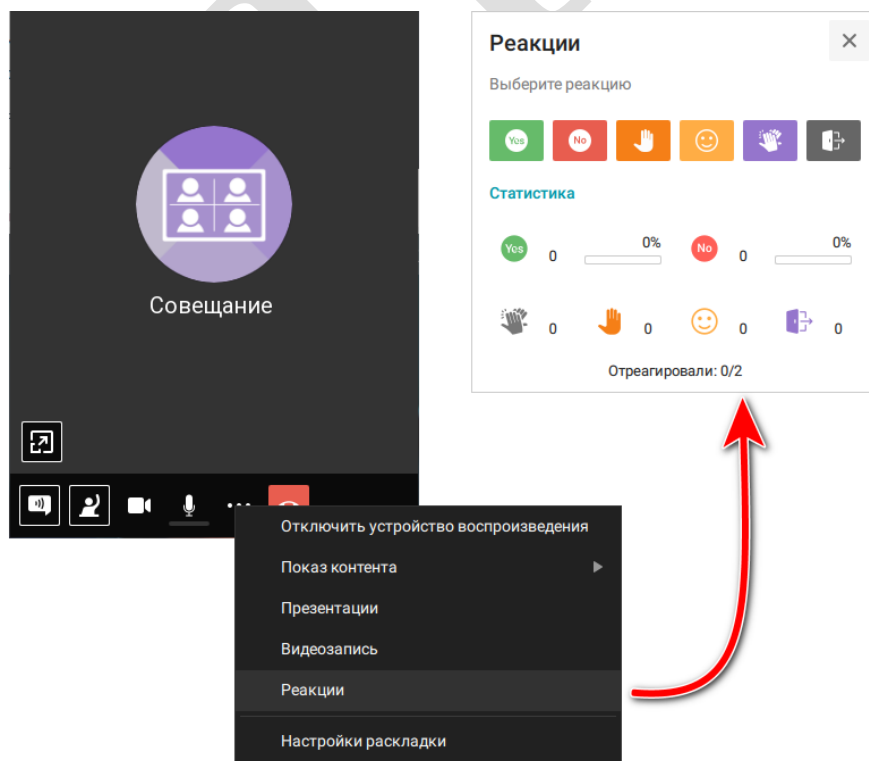 Совещание
Отключить устройство воспроизведения
Показ контента
Презентации
Видеозапись
Реакции
Настройки раскладки
Реакции
Выберите реакцию
Yes No
Статистика
Yes 0 0% No 0 0%
0 0 0 0
Отреагировали: 0/2